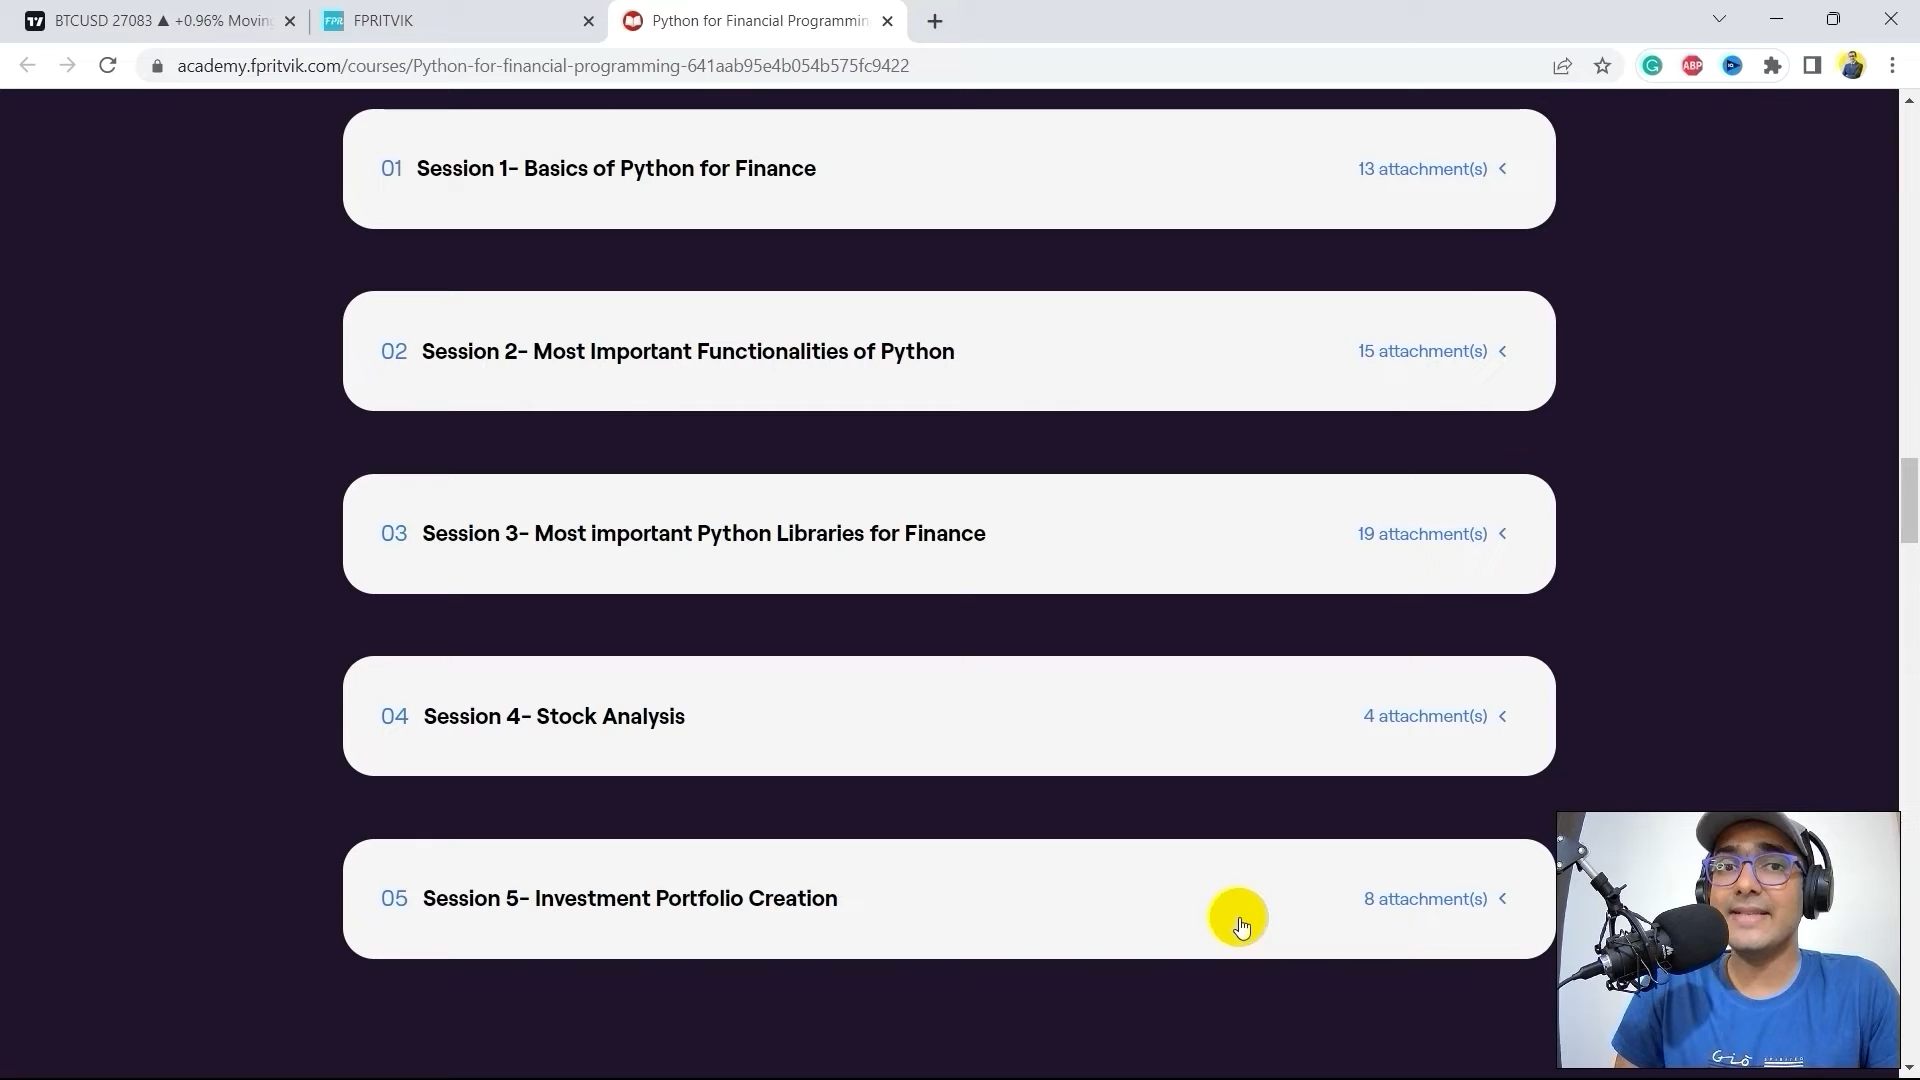 BTCUSD 27083 ▲ +0.96% Moving
FPR
FPRITVIK
Python for Financial Programmin
academy.fpritvik.com/courses/Python-for-financial-programming-641aab95e4b054b575fc9422
ABP
01 Session 1- Basics of Python for Finance 13 attachment(s)
02 Session 2- Most Important Functionalities of Python 15 attachment(s)
03 Session 3- Most important Python Libraries for Finance 19 attachment(s)
04 Session 4- Stock Analysis 4 attachment(s)
05 Session 5- Investment Portfolio Creation 8 attachment(s)
Giò